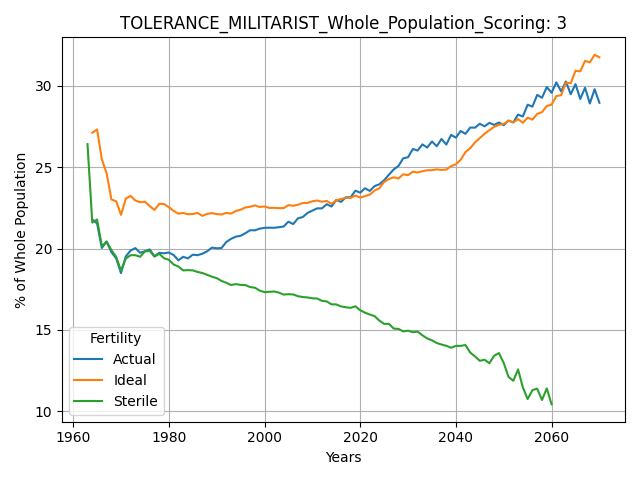 TOLERANCE_MILITARIST_Whole_Population_Scoring: 3
30
25
20
15
10
% of Whole Population
Fertility
Actual
Ideal
Sterile
1960 1980 2000 2020 2040 2060
Years